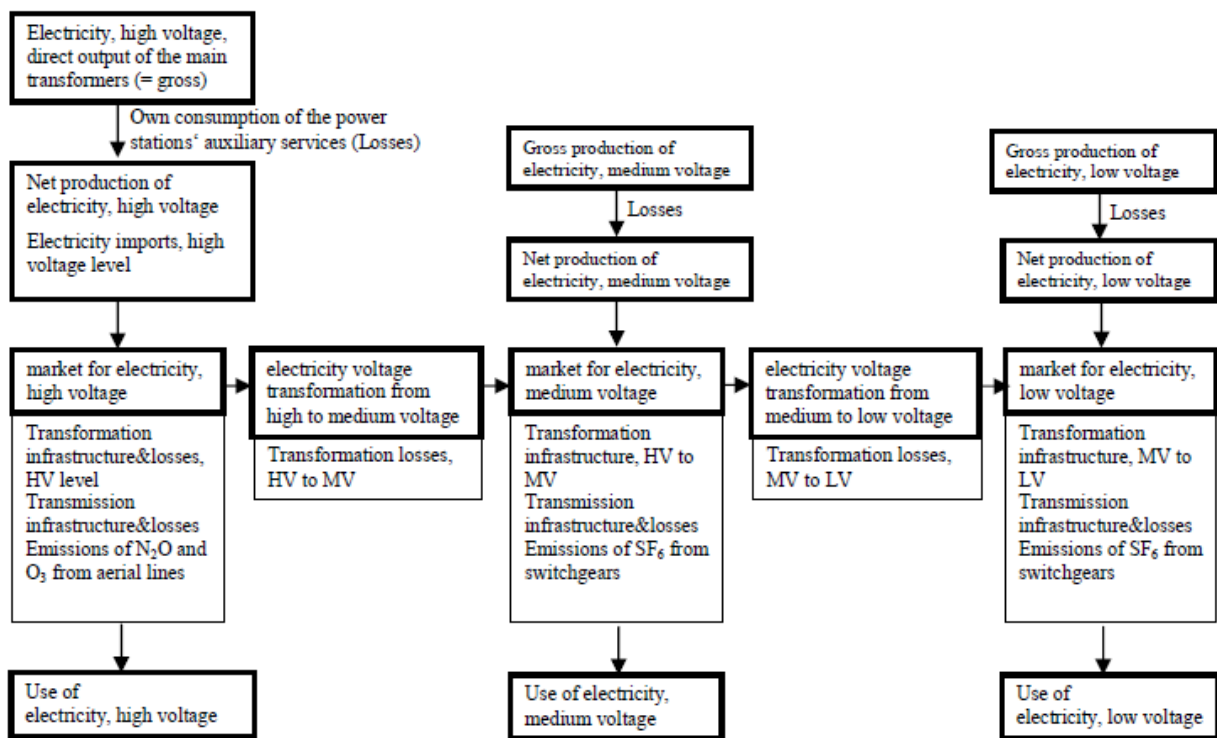 Electricity, high voltage,
direct output of the main
transformers (= gross)
Own consumption of the power
stations‘ auxiliary services (Losses)
Net production of
electricity, high voltage
Electricity imports, high
voltage level
Gross production of
electricity, medium voltage
Losses
Net production of
electricity, medium voltage
Gross production of
electricity, low voltage
Losses
Net production of
electricity, low voltage
market for electricity,
high voltage
Transformation
infrastructure&losses,
HV level
Transmission
infrastructure&losses
Emissions of N₂O and
O₃ from aerial lines
electricity voltage
transformation from
high to medium voltage
Transformation losses,
HV to MV
market for electricity,
medium voltage
Transformation
infrastructure, HV to
MV
Transmission
infrastructure&losses
Emissions of SF₆ from
switchgears
electricity voltage
transformation from
medium to low voltage
Transformation losses,
MV to LV
market for electricity,
low voltage
Transformation
infrastructure, MV to
LV
Transmission
infrastructure&losses
Emissions of SF₆ from
switchgears
Use of
electricity, high voltage
Use of electricity,
medium voltage
Use of
electricity, low voltage